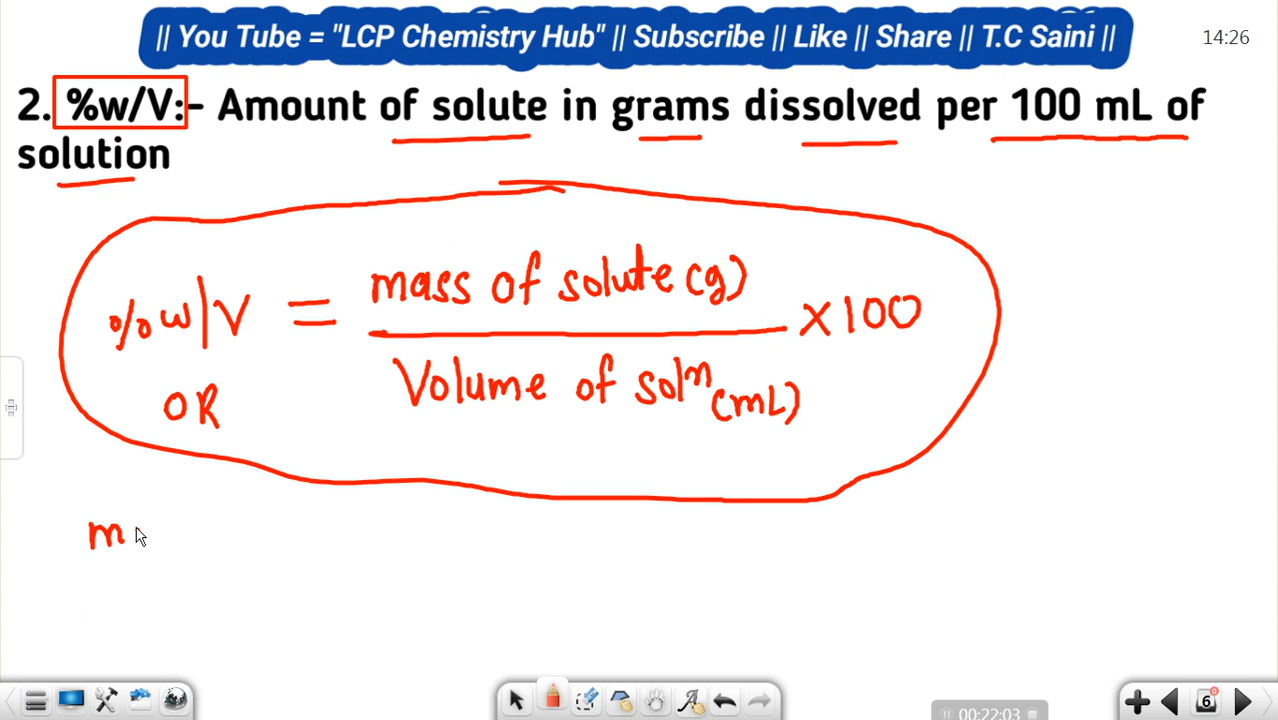 || You Tube = "LCP Chemistry Hub" || Subscribe || Like || Share || T.C Saini ||
14:26
2. %w/V:- Amount of solute in grams dissolved per 100 mL of
solution
%w|V = mass of solute (g) × 100
Volume of solⁿ (mL)
OR
m
6
00:22:03